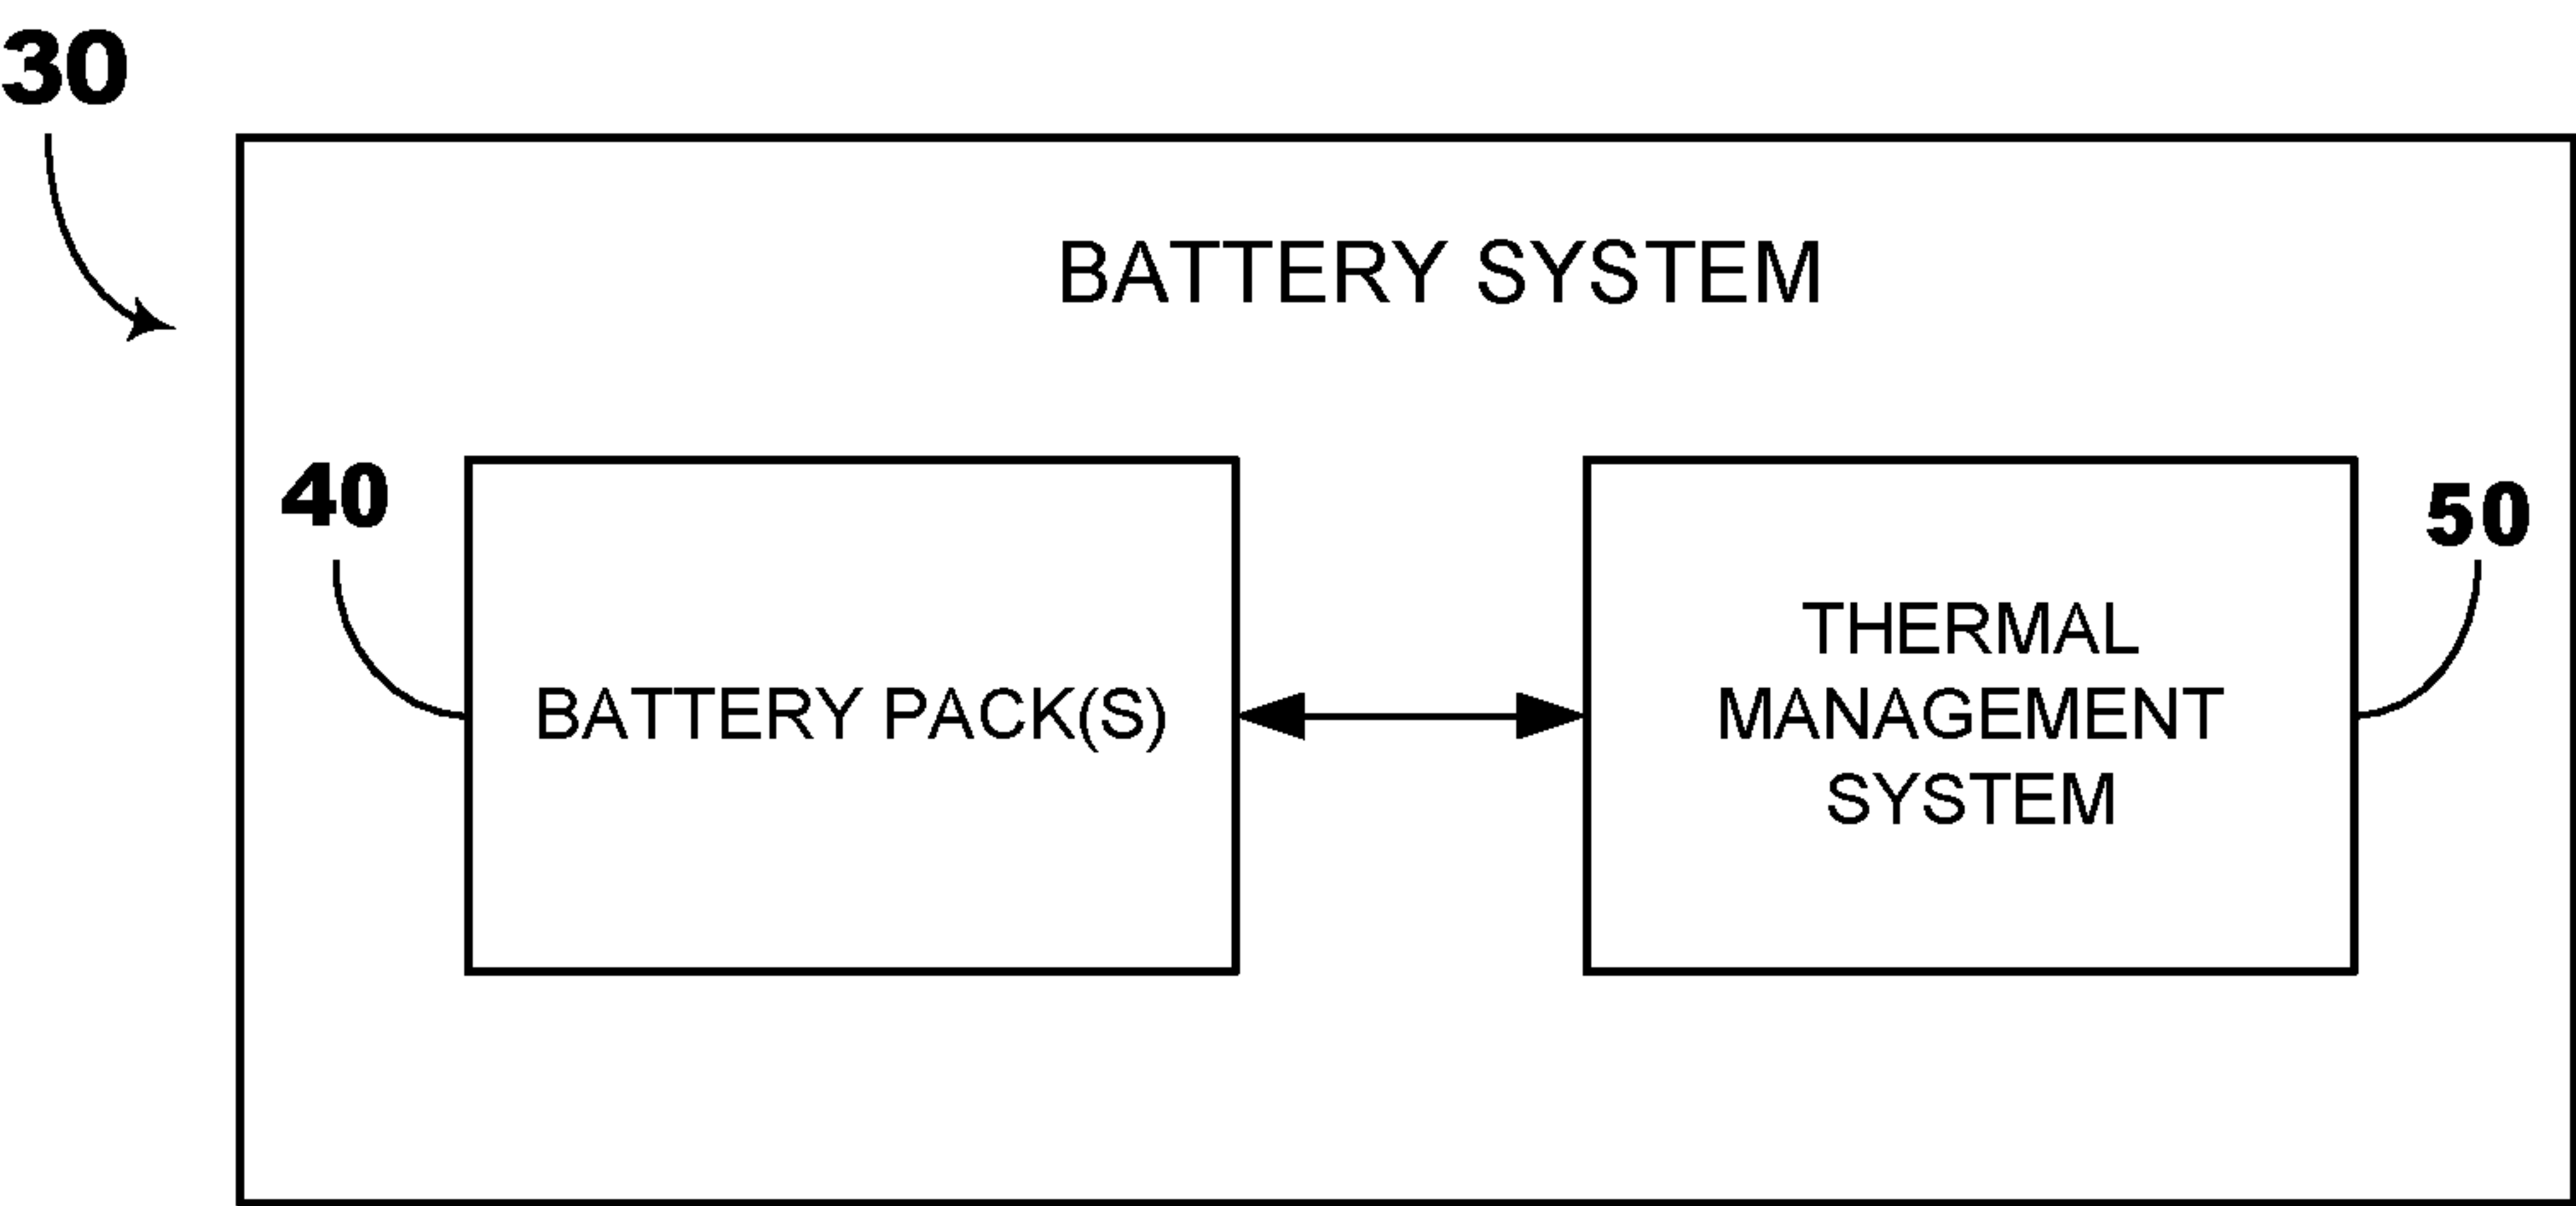 30
BATTERY SYSTEM
40
50
BATTERY PACK(S)
THERMAL
MANAGEMENT
SYSTEM